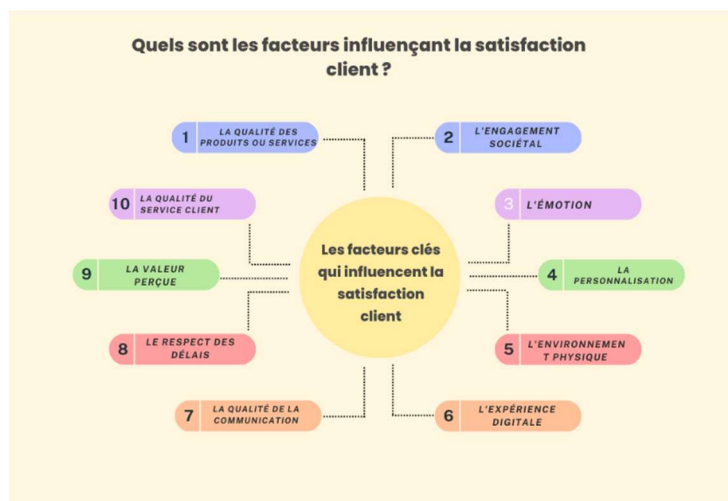 Quels sont les facteurs influençant la satisfaction
client ?
1
LA QUALITÉ DES
PRODUITS OU SERVICES
2
L'ENGAGEMENT
SOCIÉTAL
10
LA QUALITÉ DU
SERVICE CLIENT
3
L'ÉMOTION
Les facteurs clés
qui influencent la
satisfaction
client
9
LA VALEUR
PERÇUE
4
LA
PERSONNALISATION
8
LE RESPECT DES
DÉLAIS
5
L'ENVIRONNEMEN
T PHYSIQUE
7
LA QUALITÉ DE LA
COMMUNICATION
6
L'EXPÉRIENCE
DIGITALE